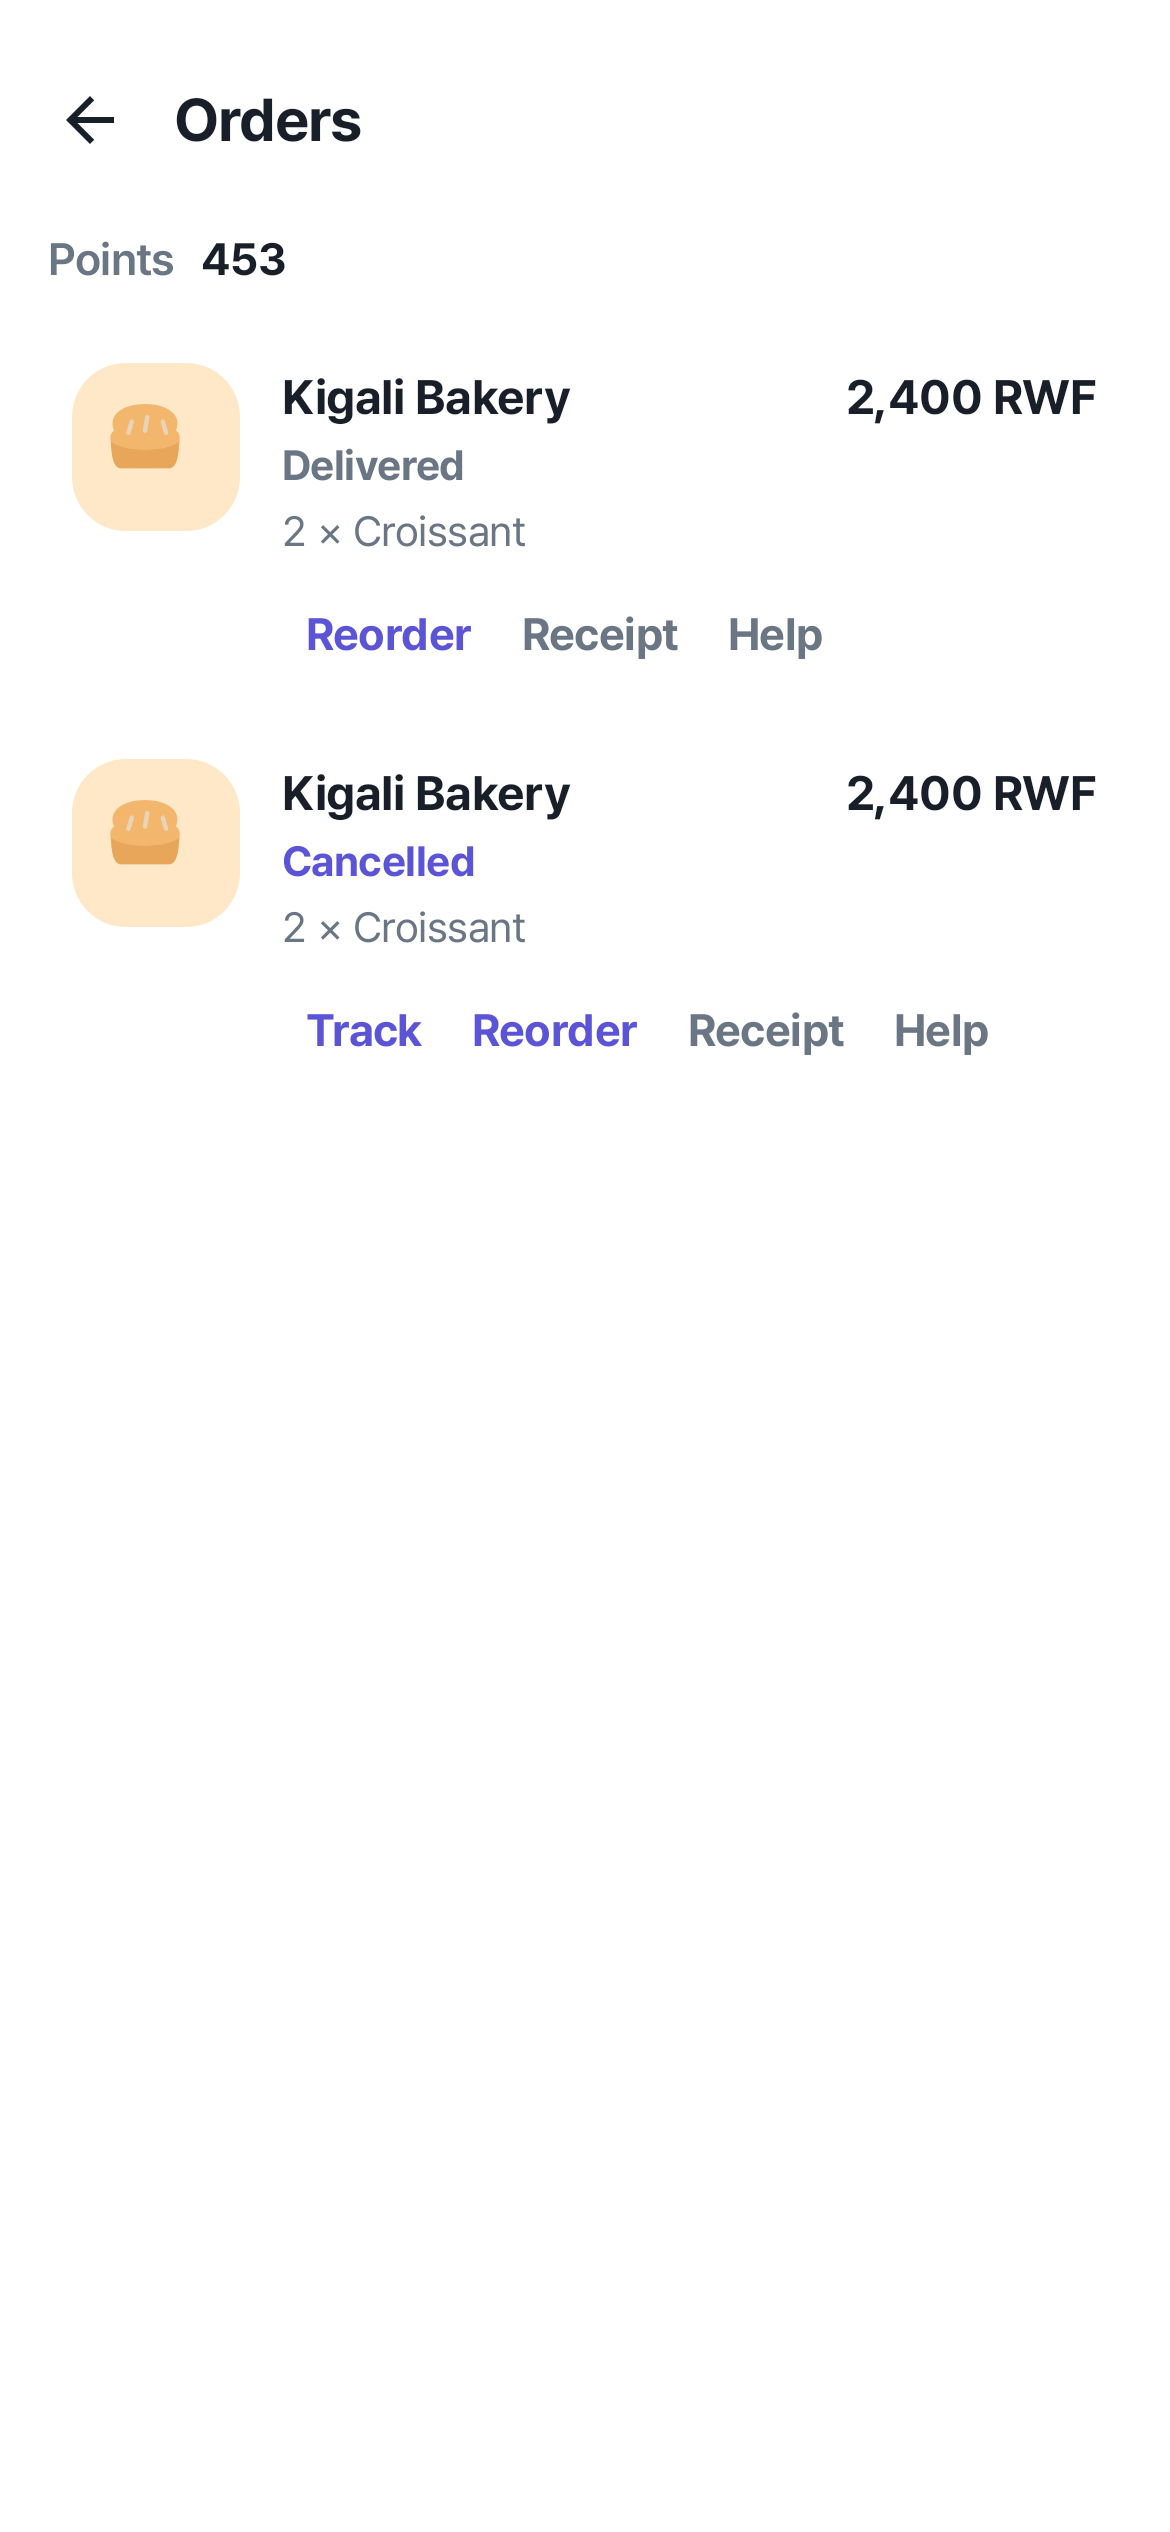 Orders
Points 453
Kigali Bakery 2,400 RWF
Delivered
2 × Croissant
Reorder Receipt Help
Kigali Bakery 2,400 RWF
Cancelled
2 × Croissant
Track Reorder Receipt Help